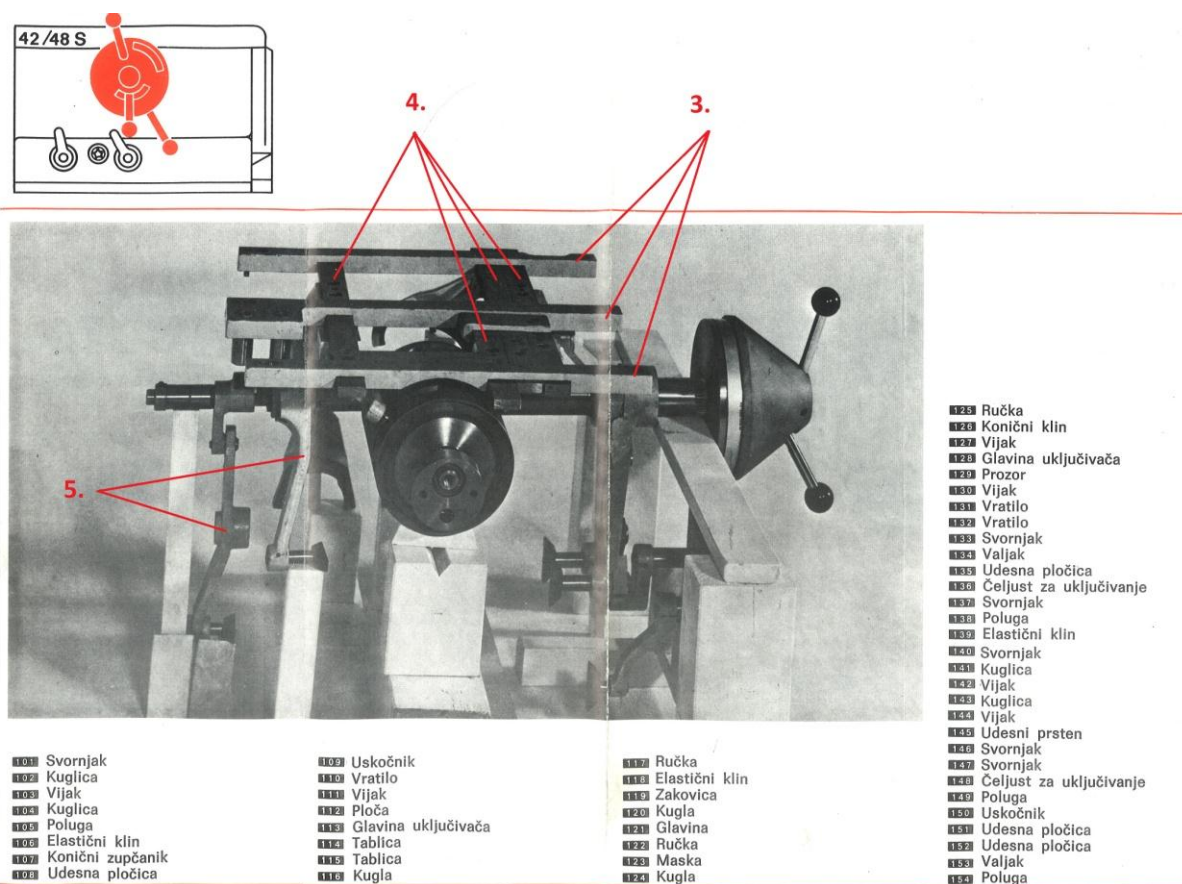 42/48 S
4.
3.
5.
101 Svornjak
102 Kuglica
103 Vijak
104 Kuglica
105 Poluga
106 Elastični klin
107 Konični zupčanik
108 Udesna pločica
109 Uskočnik
110 Vratilo
111 Vijak
112 Ploča
113 Glavina uključivača
114 Tablica
115 Tablica
116 Kugla
117 Ručka
118 Elastični klin
119 Zakovica
120 Kugla
121 Glavina
122 Ručka
123 Maska
124 Kugla
125 Ručka
126 Konični klin
127 Vijak
128 Glavina uključivača
129 Prozor
130 Vijak
131 Vratilo
132 Vratilo
133 Svornjak
134 Valjak
135 Udesna pločica
136 Čeljust za uključivanje
137 Svornjak
138 Poluga
139 Elastični klin
140 Svornjak
141 Kuglica
142 Vijak
143 Kuglica
144 Vijak
145 Udesni prsten
146 Svornjak
147 Svornjak
148 Čeljust za uključivanje
149 Poluga
150 Uskočnik
151 Udesna pločica
152 Udesna pločica
153 Valjak
154 Poluga